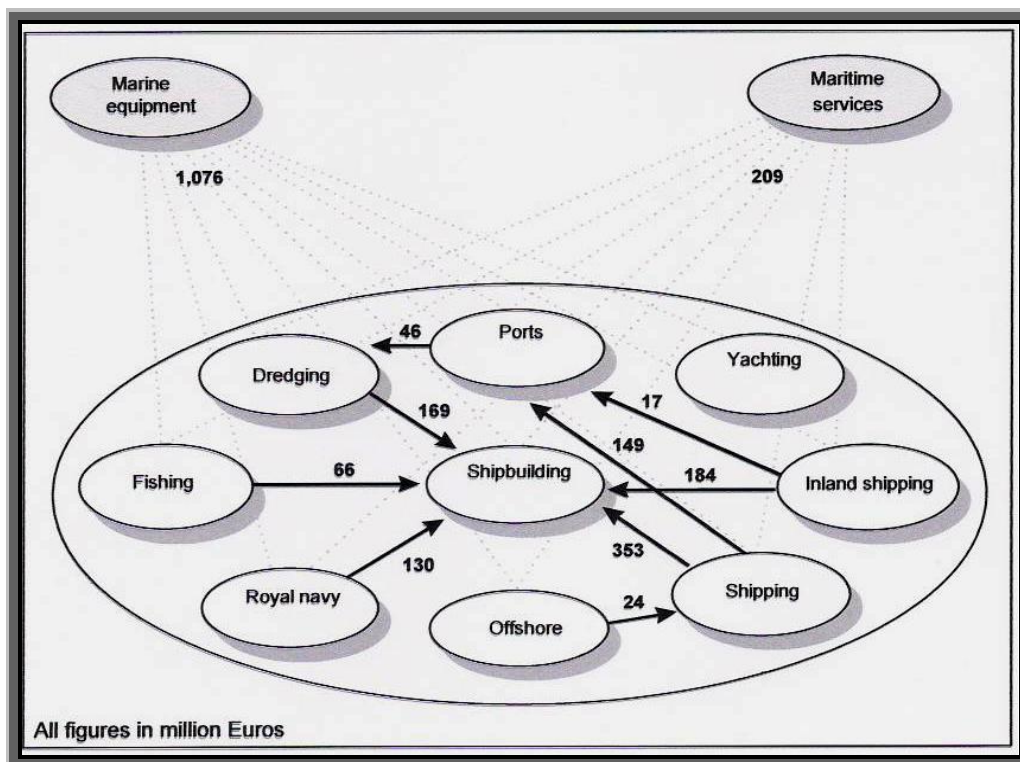 Marine
equipment
Maritime
services
1,076
209
46
Ports
Yachting
Dredging
169
17
149
Fishing
66
Shipbuilding
184
Inland shipping
130
353
Royal navy
Offshore
24
Shipping
All figures in million Euros